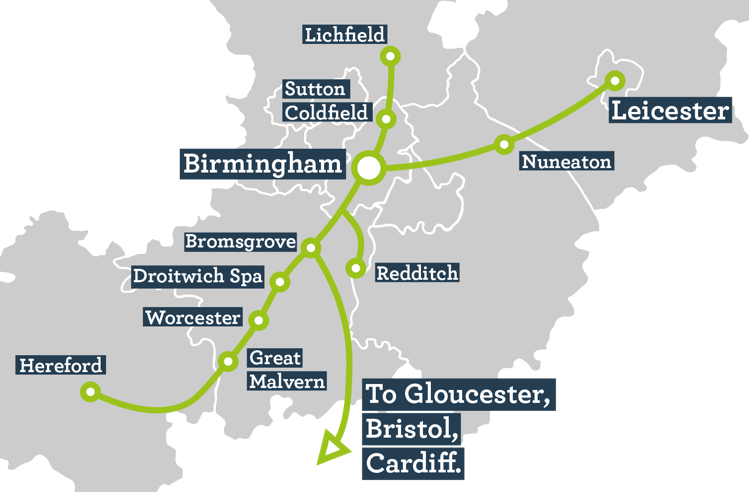 Lichfield
Sutton
Coldfield
Leicester
Birmingham
Nuneaton
Bromsgrove
Droitwich Spa
Redditch
Worcester
Great
Malvern
Hereford
To Gloucester,
Bristol,
Cardiff.